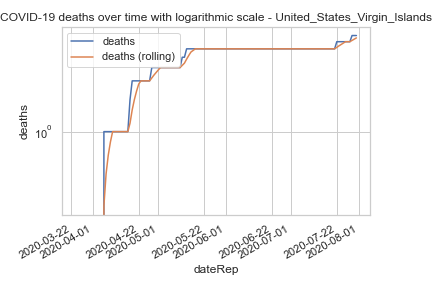 COVID-19 deaths over time with logarithmic scale - United_States_Virgin_Islands
deaths
deaths (rolling)
deaths
10⁰
2020-03-22
2020-04-01
2020-04-22
2020-05-01
2020-05-22
2020-06-01
2020-06-22
2020-07-01
2020-07-22
2020-08-01
dateRep